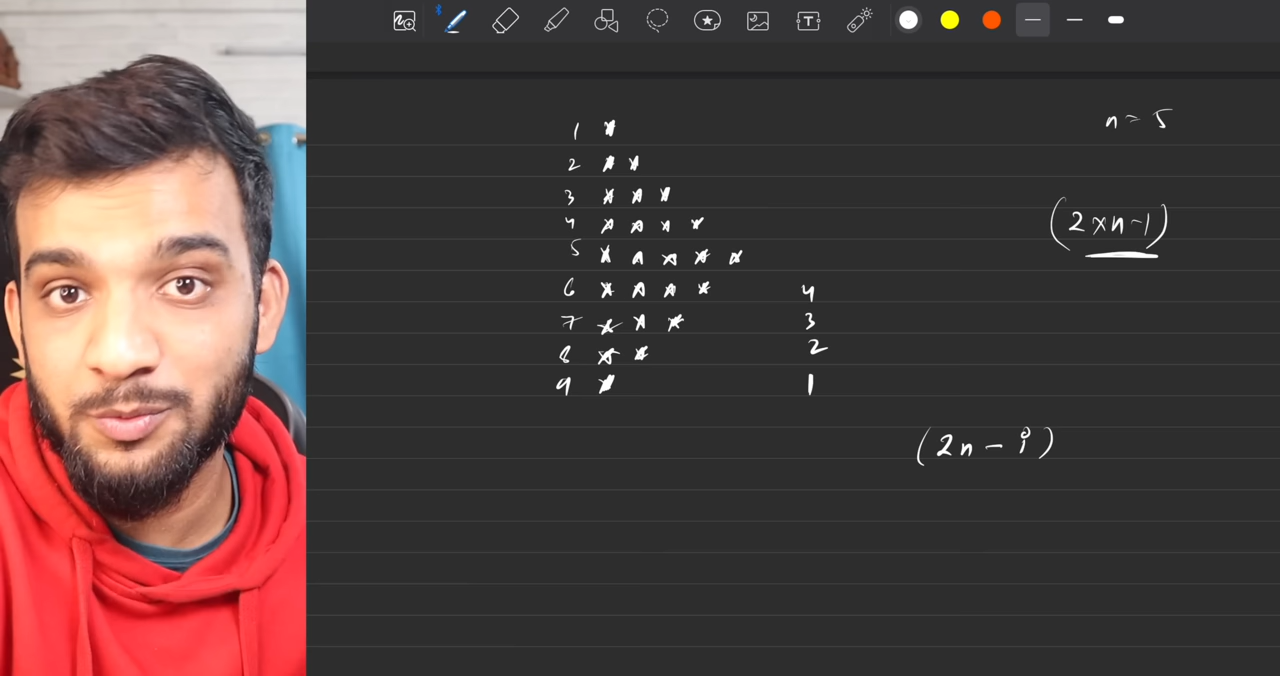 n = 5
1 *
2 * *
3 * * *
(2 x n - 1)
4 * * * *
5 * * * * *
6 * * * * 4
7 * * * 3
8 * * 2
9 * 1
(2n - i)